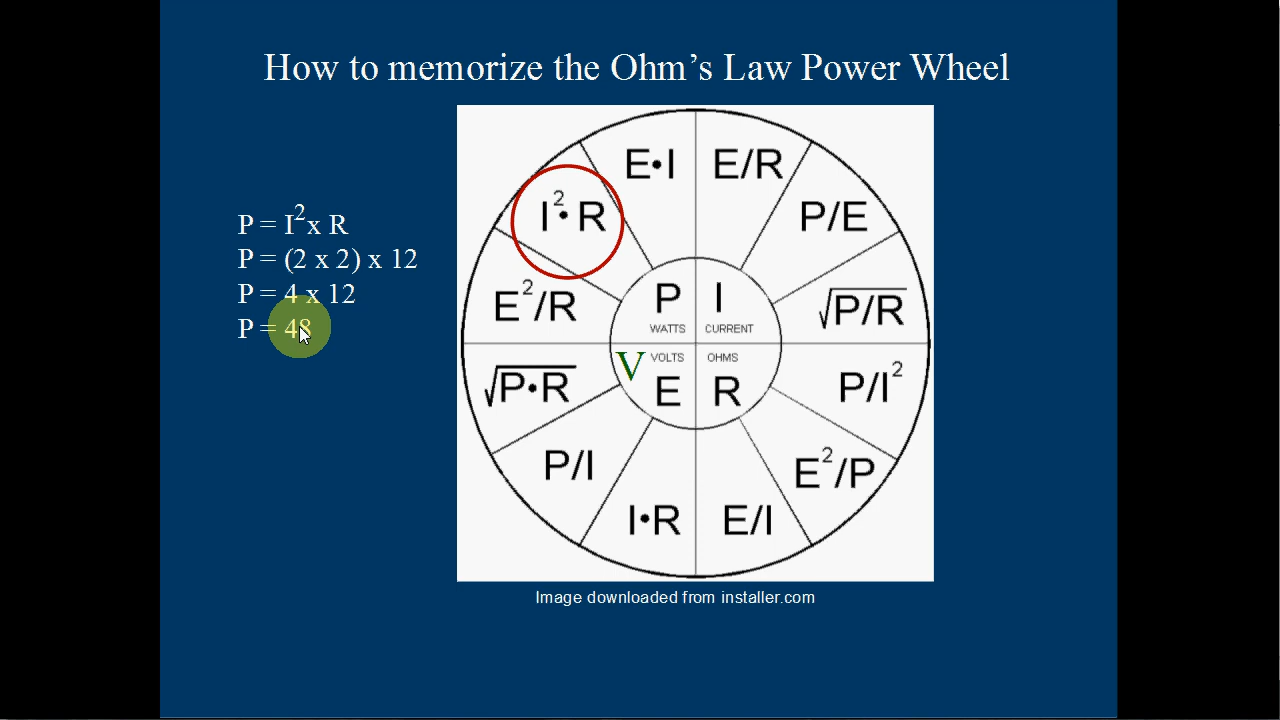 How to memorize the Ohm’s Law Power Wheel
P = I²x R
P = (2 x 2) x 12
P = 4 x 12
P = 48
E•I
E/R
I²•R
P/E
E²/R
√P/R
P
I
WATTS
CURRENT
V
VOLTS
OHMS
E
R
√P•R
P/I²
P/I
E²/P
I•R
E/I
Image downloaded from installer.com